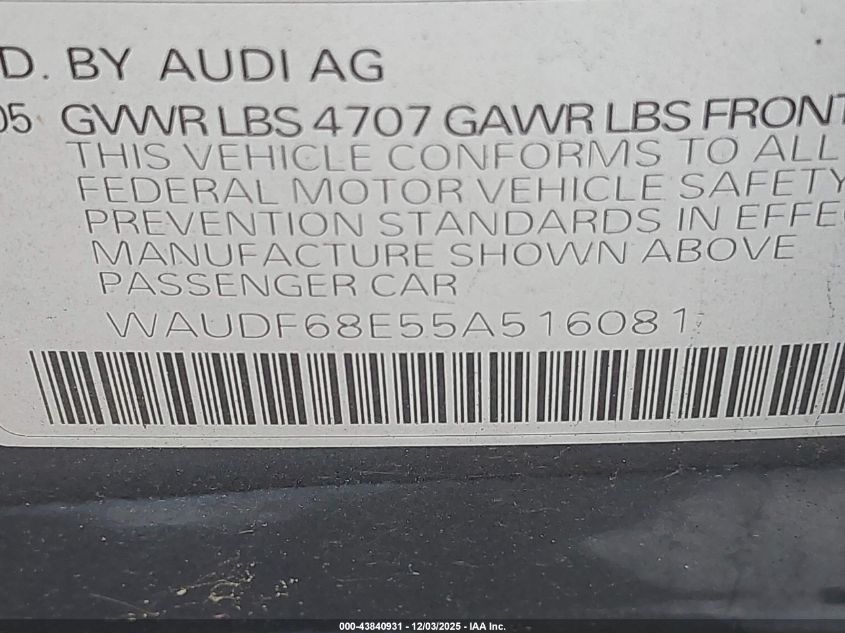 D. BY AUDI AG
05 GVWR LBS 4707 GAWR LBS FRONT
THIS VEHICLE CONFORMS TO ALL
FEDERAL MOTOR VEHICLE SAFETY
PREVENTION STANDARDS IN EFFE
MANUFACTURE SHOWN ABOVE
PASSENGER CAR
WAUDF68E55A516081
000-43840931 - 12/03/2025 - IAA Inc.